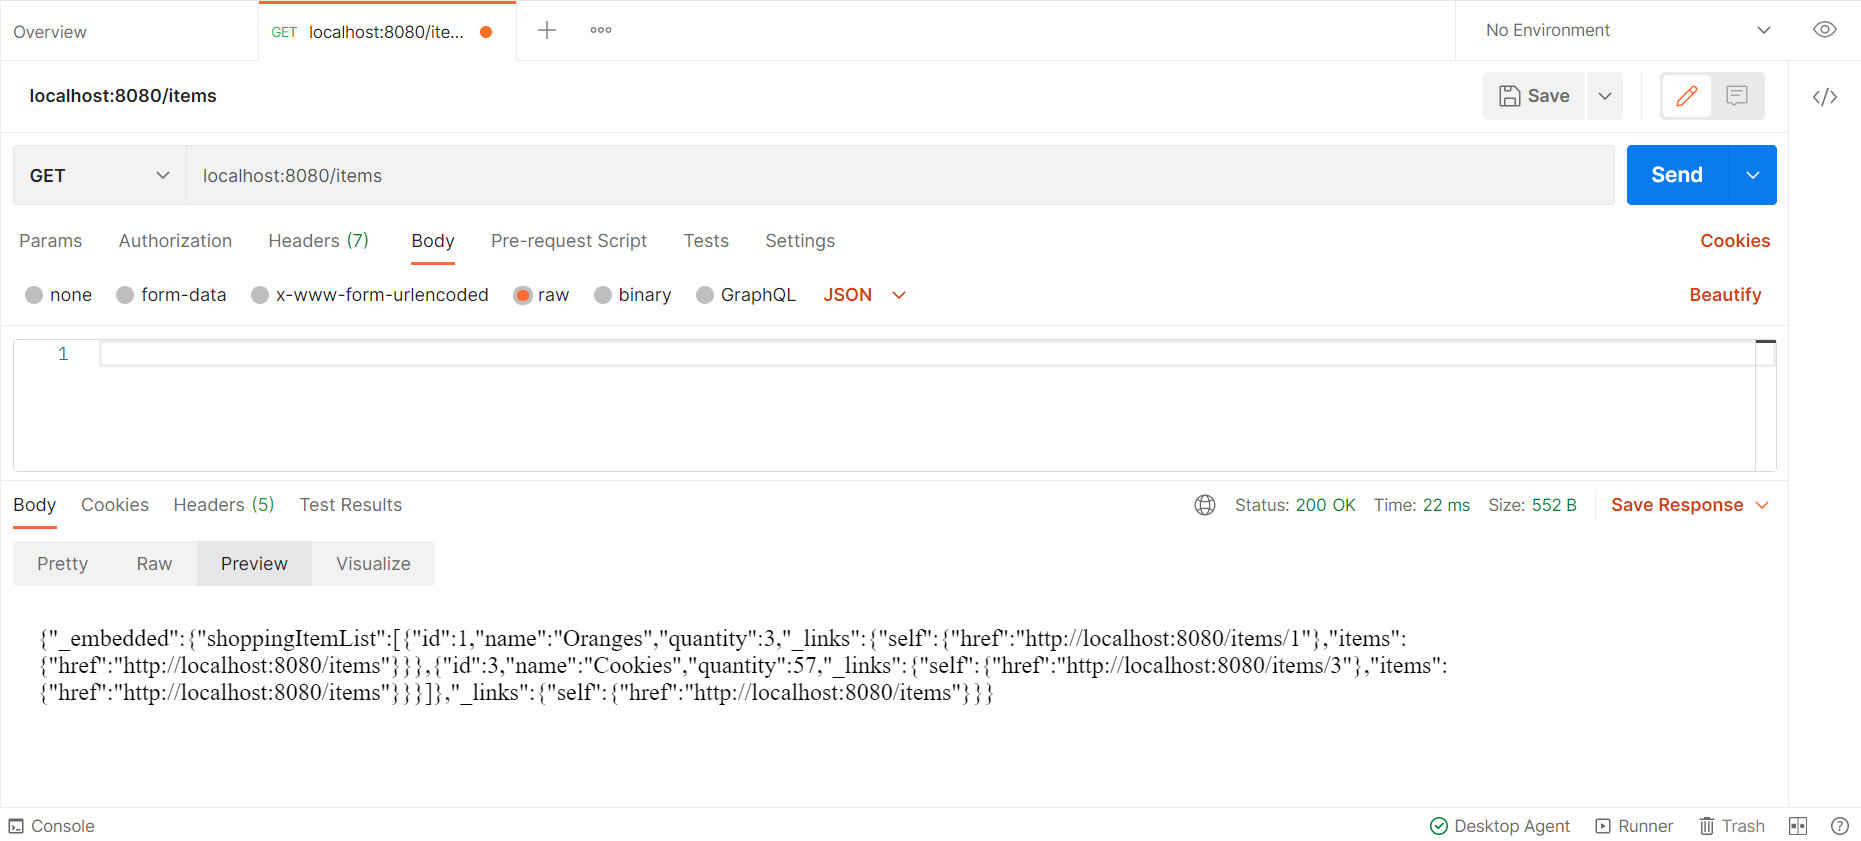 Overview
GET localhost:8080/ite...
No Environment
localhost:8080/items
Save
GET localhost:8080/items
Send
Params Authorization Headers (7) Body Pre-request Script Tests Settings Cookies
none form-data x-www-form-urlencoded raw binary GraphQL JSON Beautify
1
Body Cookies Headers (5) Test Results Status: 200 OK Time: 22 ms Size: 552 B Save Response
Pretty Raw Preview Visualize
{"_embedded":{"shoppingItemList":[{"id":1,"name":"Oranges","quantity":3,"_links":{"self":{"href":"http://localhost:8080/items/1"},"items":
{"href":"http://localhost:8080/items"}}},{"id":3,"name":"Cookies","quantity":57,"_links":{"self":{"href":"http://localhost:8080/items/3"},"items":
{"href":"http://localhost:8080/items"}}}]},"_links":{"self":{"href":"http://localhost:8080/items"}}}
Console Desktop Agent Runner Trash